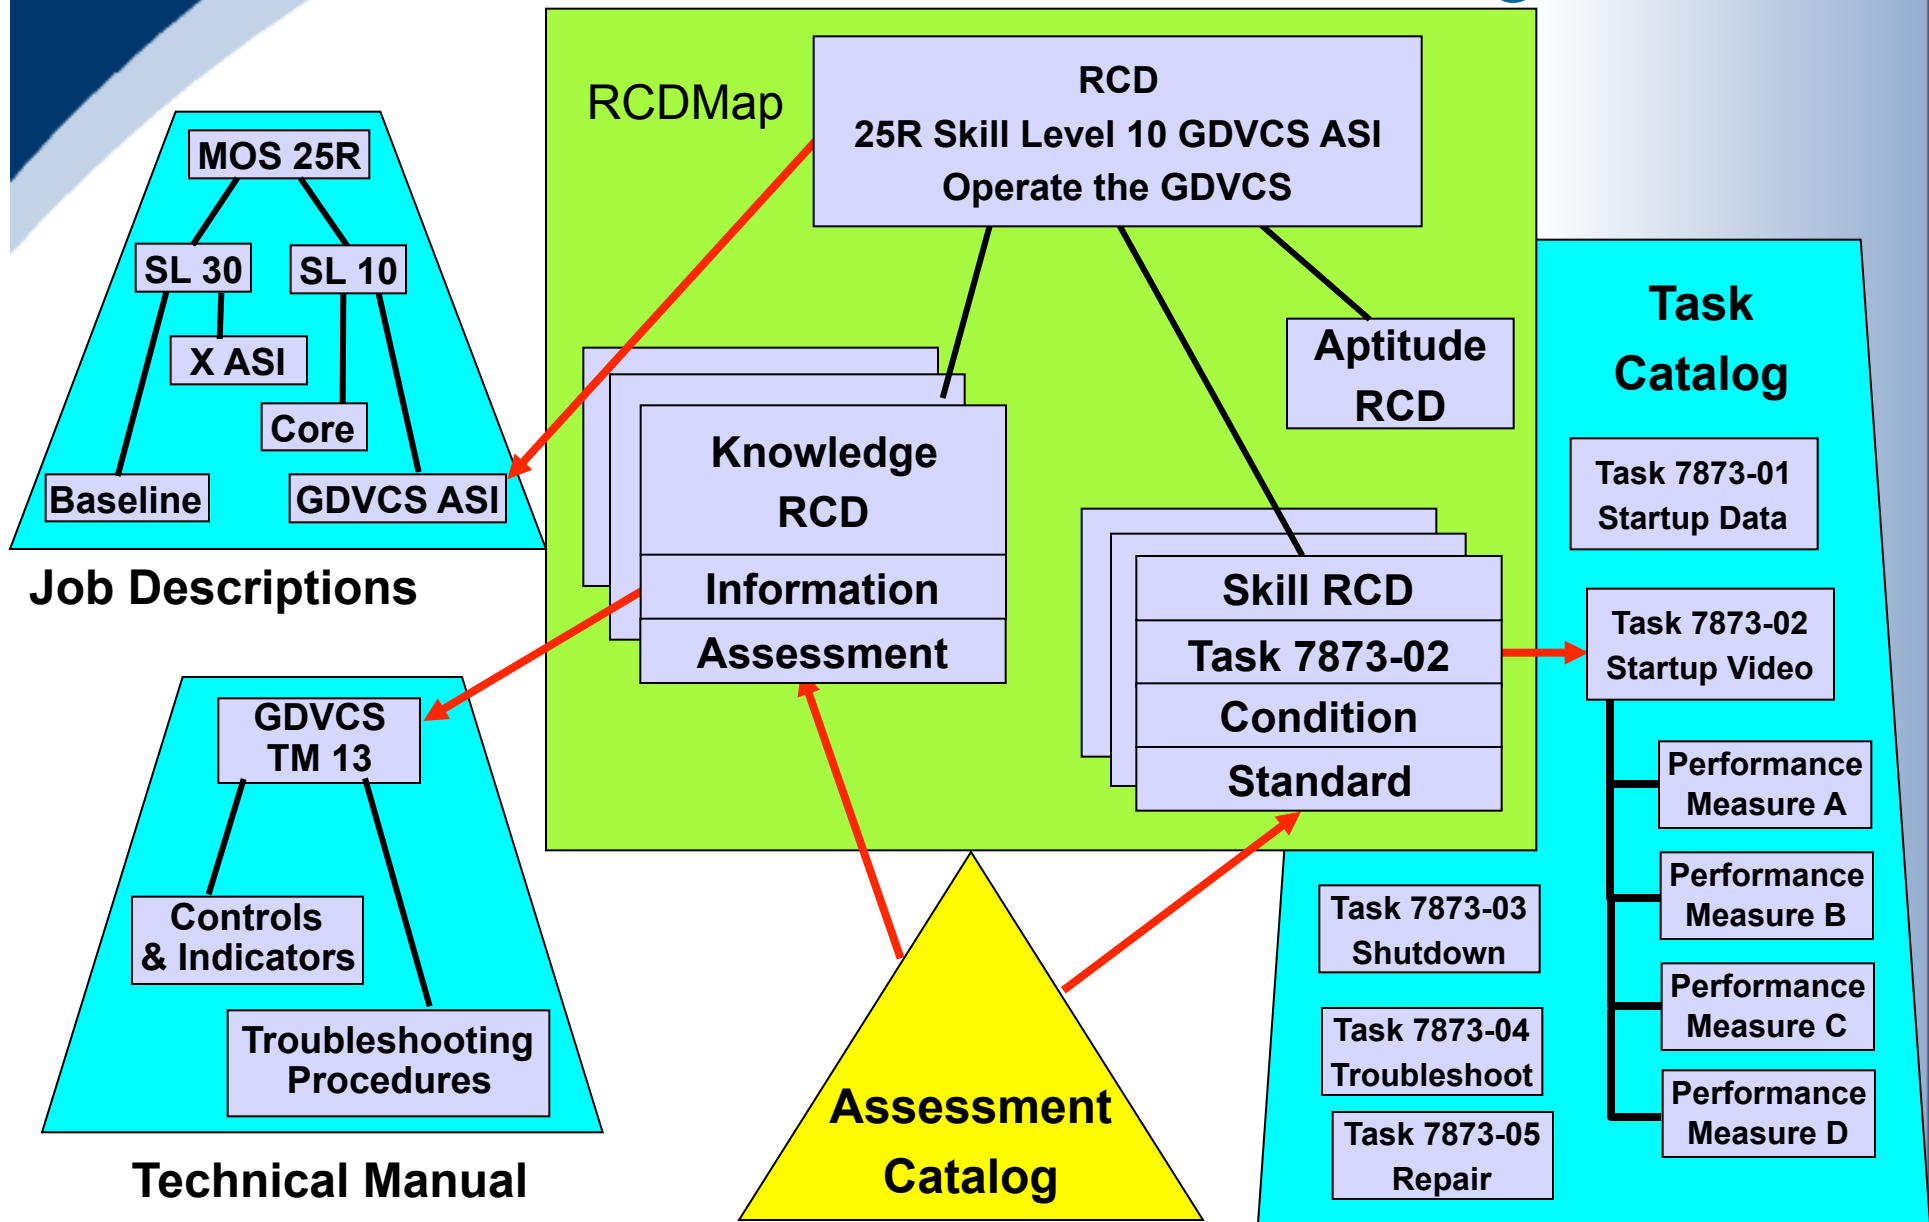 RCDMap
RCD
25R Skill Level 10 GDVCS ASI
Operate the GDVCS
MOS 25R
SL 30
SL 10
X ASI
Core
Baseline
GDVCS ASI
Job Descriptions
Knowledge
RCD
Information
Assessment
Aptitude
RCD
Skill RCD
Task 7873-02
Condition
Standard
Task
Catalog
Task 7873-01
Startup Data
Task 7873-02
Startup Video
Performance
Measure A
Performance
Measure B
Performance
Measure C
Performance
Measure D
Task 7873-03
Shutdown
Task 7873-04
Troubleshoot
Task 7873-05
Repair
GDVCS
TM 13
Controls
& Indicators
Troubleshooting
Procedures
Technical Manual
Assessment
Catalog